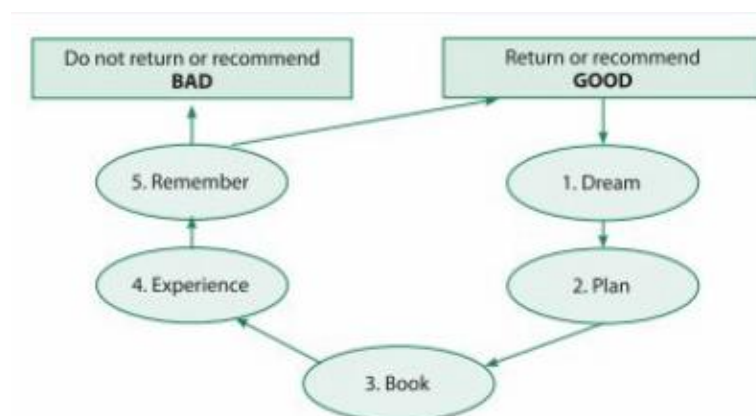 Do not return or recommend
BAD
Return or recommend
GOOD
5. Remember
1. Dream
4. Experience
2. Plan
3. Book